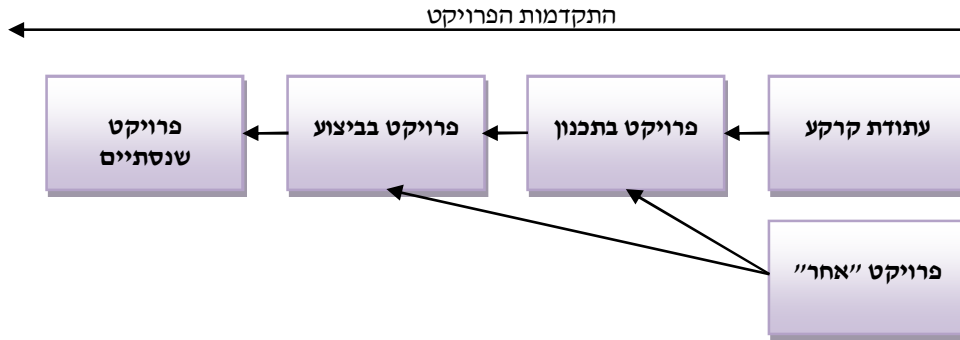 התקדמות הפרויקט
עתודת קרקע
פרויקט בתכנון
פרויקט בביצוע
פרויקט
שנסתיים
פרויקט "אחר"